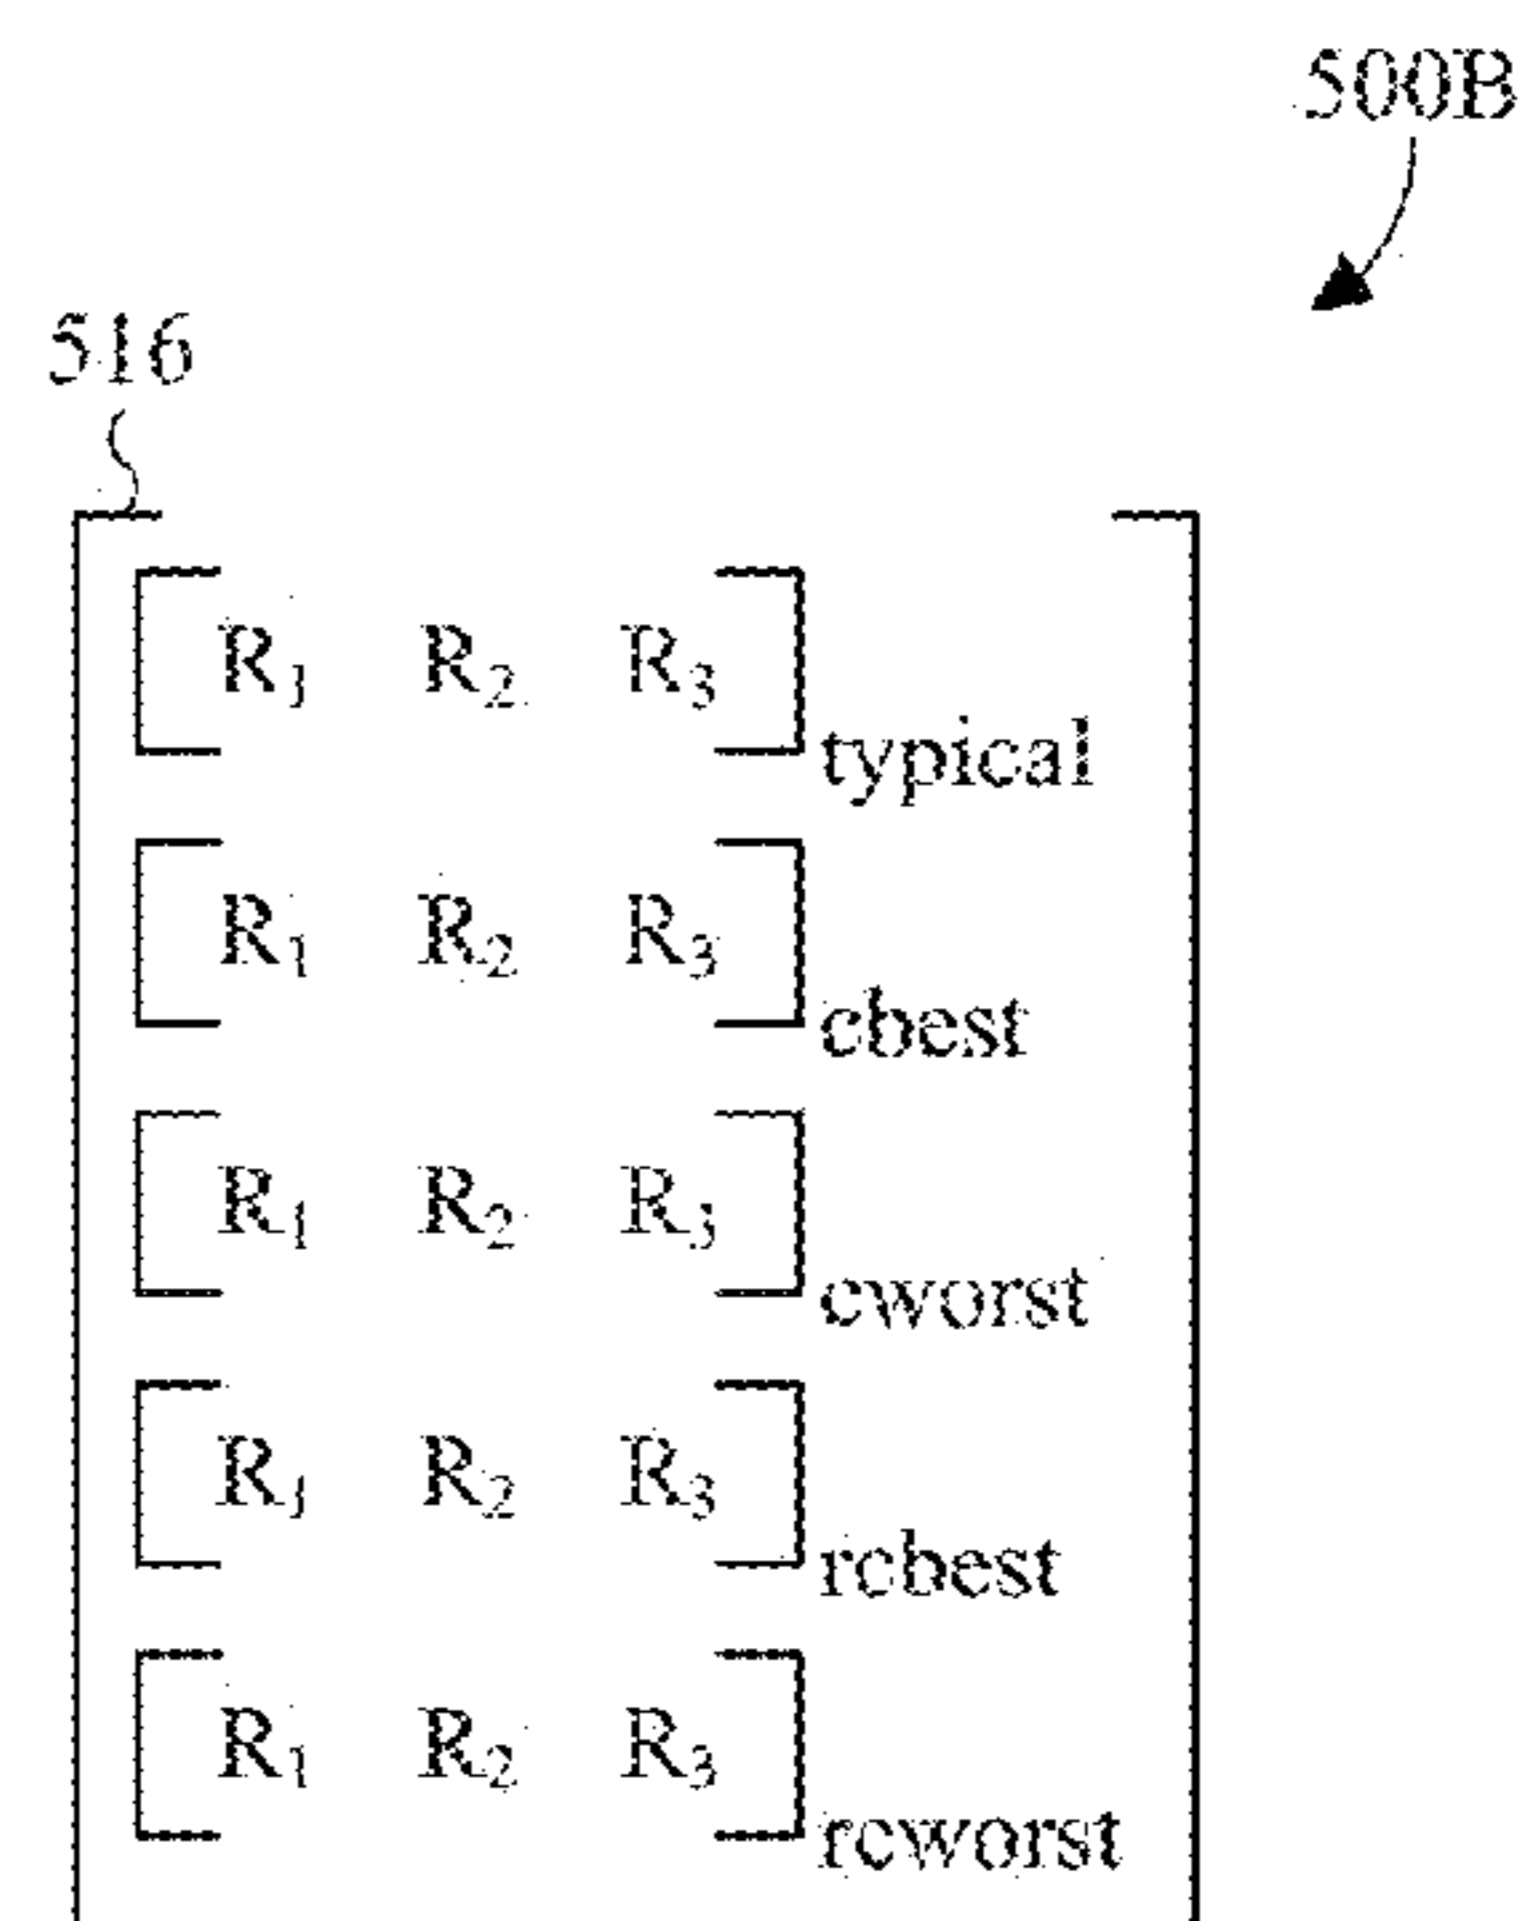 500B
516
R₁ R₂ R₃
typical
R₁ R₂ R₃
cbest
R₁ R₂ R₃
cworst
R₁ R₂ R₃
rcbest
R₁ R₂ R₃
rcworst